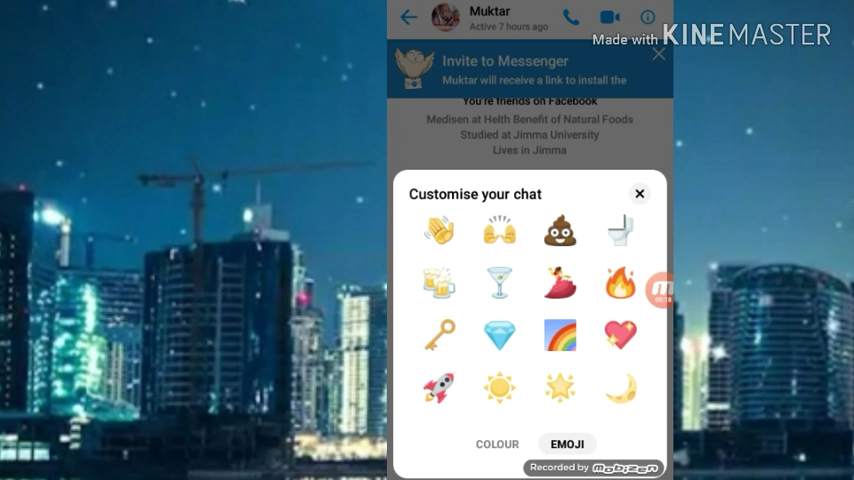 Muktar
Active 7 hours ago
Made with KINEMASTER
Invite to Messenger
Muktar will receive a link to install the
You're friends on Facebook
Medisen at Helth Benefit of Natural Foods
Studied at Jimma University
Lives in Jimma
Customise your chat
00:18
COLOUR
EMOJI
Recorded by mobizen